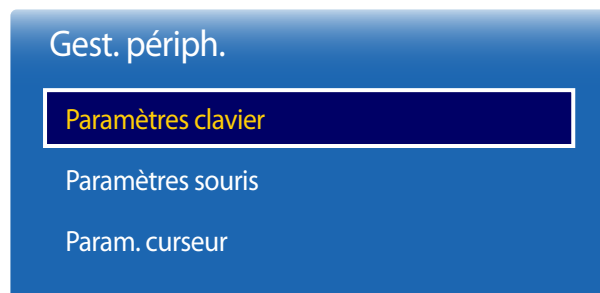 Gest. périph.
Paramètres clavier
Paramètres souris
Param. curseur